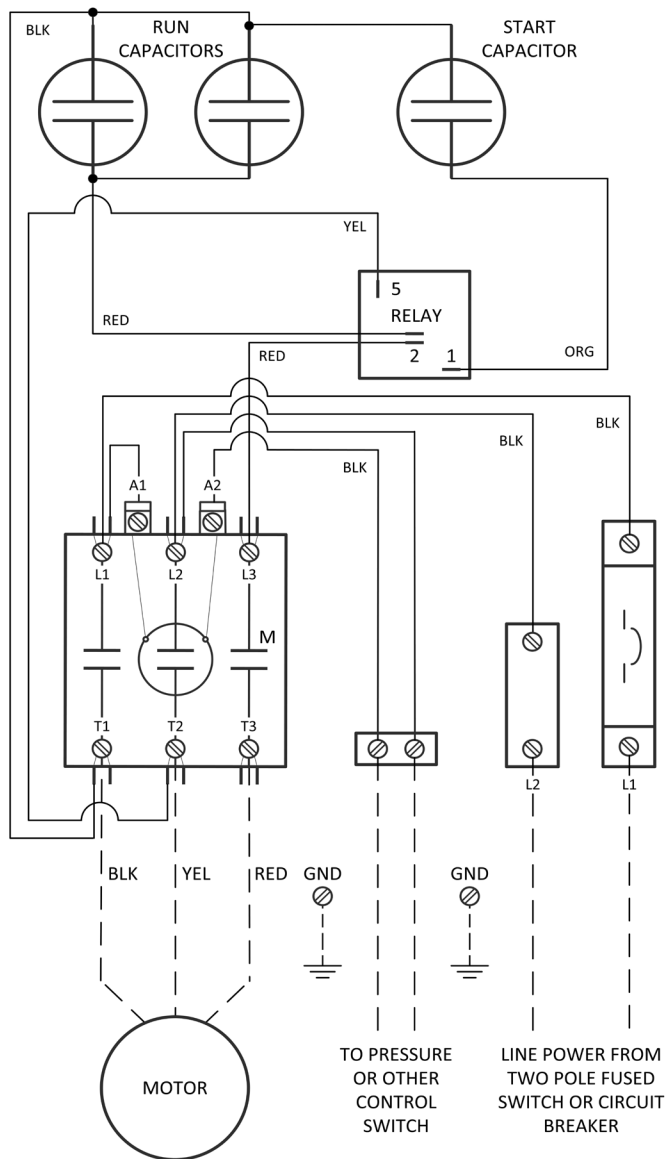 BLK
RUN
CAPACITORS
START
CAPACITOR
YEL
5
RELAY
2
1
RED
RED
ORG
BLK
BLK
BLK
A1
A2
L1
L2
L3
M
T1
T2
T3
L2
L1
BLK
YEL
RED
GND
GND
MOTOR
TO PRESSURE
OR OTHER
CONTROL
SWITCH
LINE POWER FROM
TWO POLE FUSED
SWITCH OR CIRCUIT
BREAKER